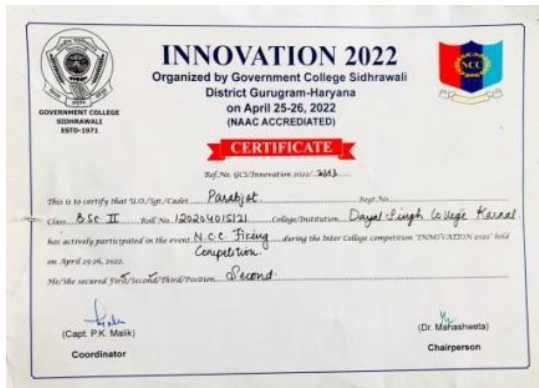 INNOVATION 2022
Organized by Government College Sidhrawali
District Gurugram-Haryana
on April 25-26, 2022
(NAAC ACCREDITED)
GOVERNMENT COLLEGE
SIDHRAWALI
ESTD-1971
NCC
CERTIFICATE
Ref.No. GCS/Innovation 2022/
This is to certify that U.O./Sgt./Cadet Parabjot Regt.No.
Class B.Sc II Roll No. 120204015121 College/Institution Dayal Singh College Karnal
has actively participated in the event N.C.C. Firing during the Inter College competition 'INNOVATION 2022' held
Competition.
on April 25-26, 2022.
He/She secured First/Second/Third/Position Second
(Capt. P.K. Malik)
Coordinator
(Dr. Mahashweta)
Chairperson